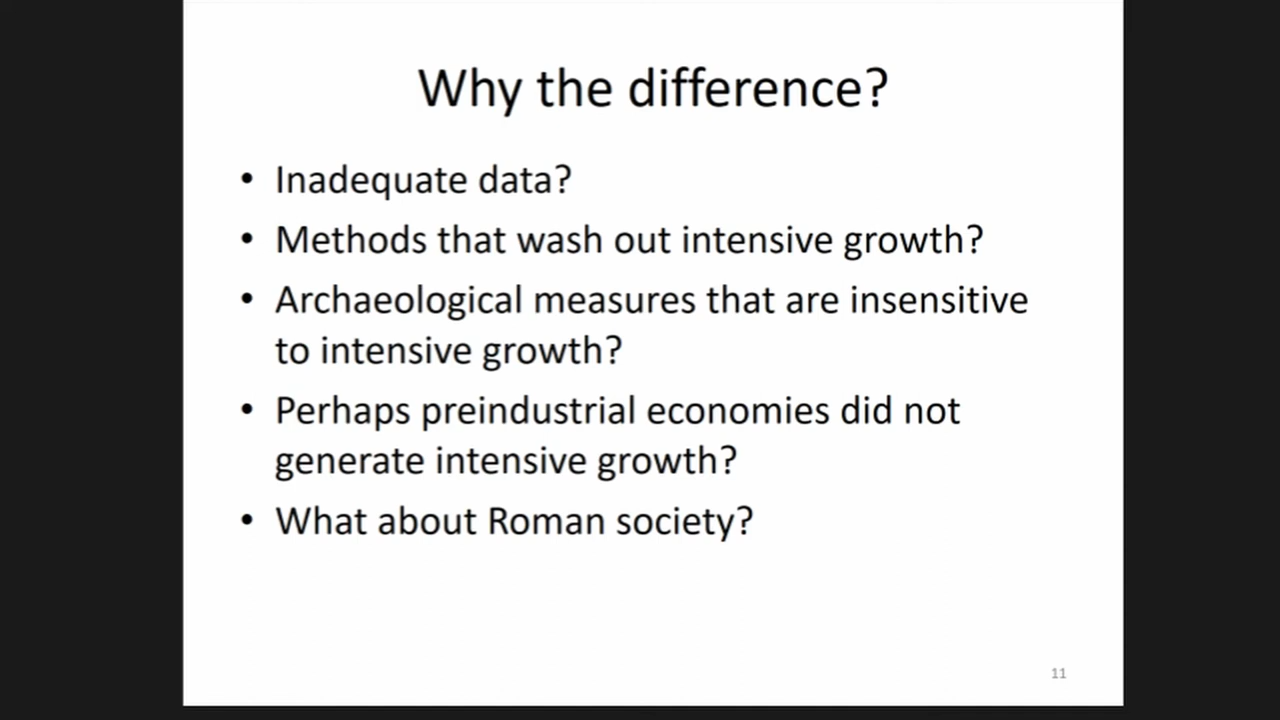 Why the difference?
• Inadequate data?
• Methods that wash out intensive growth?
• Archaeological measures that are insensitive
to intensive growth?
• Perhaps preindustrial economies did not
generate intensive growth?
• What about Roman society?
11